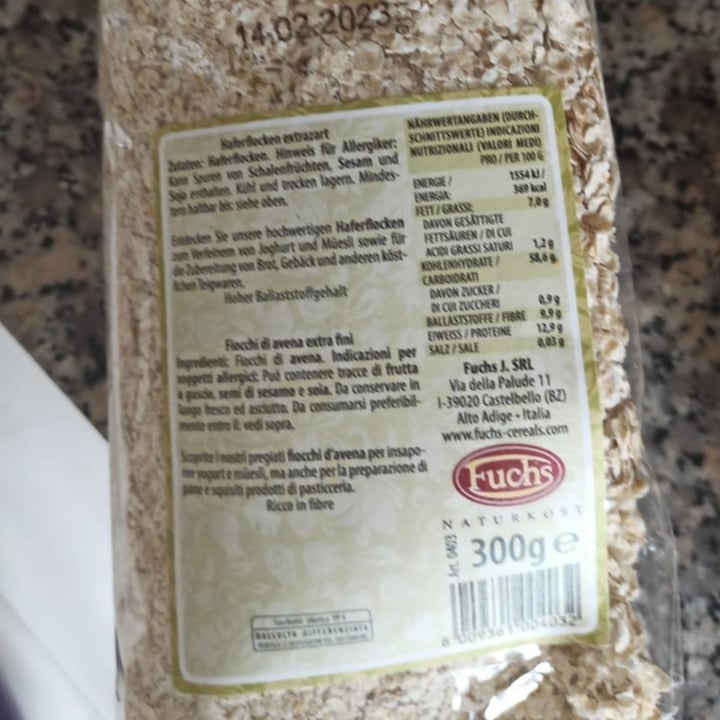 14.02.2023
Haferflocken extrazart
Zutaten: Haferflocken. Hinweis für Allergiker:
Kann Spuren von Schalenfrüchten, Sesam und
Soja enthalten. Kühl und trocken lagern. Mindes-
tens haltbar bis: siehe oben.
Entdecken Sie unsere hochwertigen Haferflocken
zum Verfeinern von Joghurt und Müesli sowie für
die Zubereitung von Brot, Gebäck und anderen köst-
lichen Teigwaren.
Hoher Ballaststoffgehalt
Fiocchi di avena extra fini
Ingredienti: Fiocchi di avena. Indicazioni per
soggetti allergici: Può contenere tracce di frutta
a guscio, semi di sesamo e soia. Da conservare in
luogo fresco ed asciutto. Da consumarsi preferibil-
mente entro il: vedi sopra.
Scoprite i nostri pregiati fiocchi d'avena per insapo-
rire yogurt e müesli, ma anche per la preparazione di
pane e squisiti prodotti di pasticceria.
Ricco in fibre
RACCOLTA DIFFERENZIATA
NÄHRWERTANGABEN (DURCH-
SCHNITTSWERTE) INDICAZIONI
NUTRIZIONALI (VALORI MEDI)
PRO / PER 100 G
ENERGIE / 1554 kJ /
ENERGIA: 369 kcal
FETT / GRASSI: 7,0 g
DAVON GESÄTTIGTE
FETTSÄUREN / DI CUI
ACIDI GRASSI SATURI 1,2 g
KOHLENHYDRATE / 58,6 g
CARBOIDRATI
DAVON ZUCKER /
DI CUI ZUCCHERI 0,9 g
BALLASTSTOFFE / FIBRE 9,9 g
EIWEISS / PROTEINE 12,9 g
SALZ / SALE 0,03 g
Fuchs J. SRL
Via della Palude 11
I-39020 Castelbello (BZ)
Alto Adige • Italia
www.fuchs-cereals.com
Fuchs
NATURKOST
Art. 0403
300g e
8 009361 004032